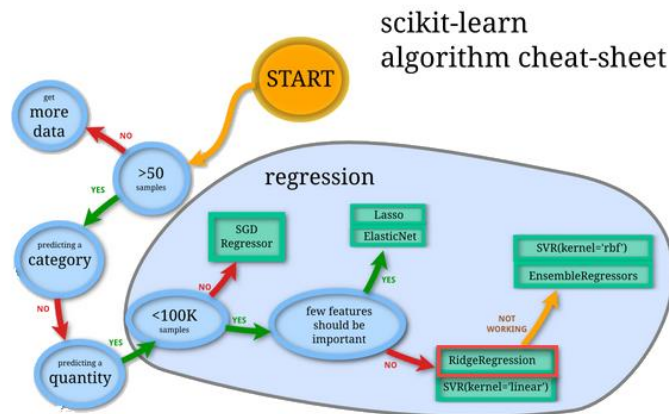 scikit-learn
algorithm cheat-sheet
START
get
more
data
NO
>50
samples
YES
predicting a
category
NO
predicting a
quantity
YES
regression
<100K
samples
NO
SGD
Regressor
YES
few features
should be
important
YES
Lasso
ElasticNet
NO
RidgeRegression
SVR(kernel='linear')
NOT
WORKING
SVR(kernel='rbf')
EnsembleRegressors